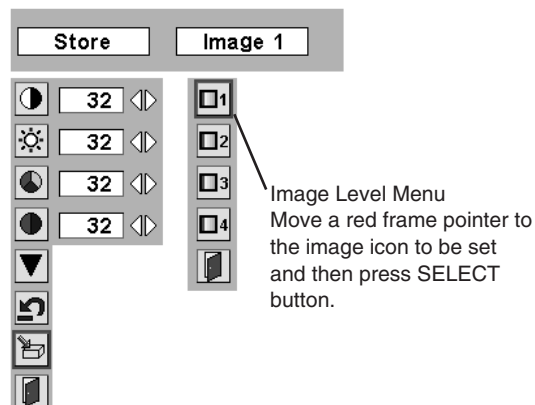 Store Image 1
32 1
32 2
32 3
32 4
Image Level Menu
Move a red frame pointer to
the image icon to be set
and then press SELECT
button.